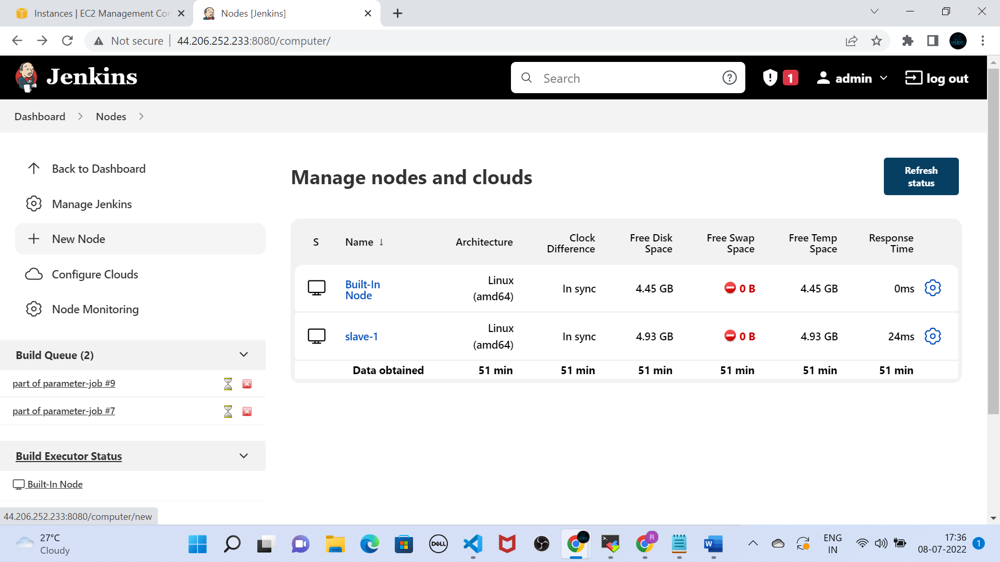 Instances | EC2 Management Con
Nodes [Jenkins]
Not secure
44.206.252.233:8080/computer/
Jenkins
Search
1
admin
log out
Dashboard
Nodes
Back to Dashboard
Manage Jenkins
New Node
Configure Clouds
Node Monitoring
Build Queue (2)
part of parameter-job #9
part of parameter-job #7
Build Executor Status
Built-In Node
44.206.252.233:8080/computer/new
Manage nodes and clouds
Refresh
status
S Name ↓ Architecture Clock Difference Free Disk Space Free Swap Space Free Temp Space Response Time
Built-In Node Linux (amd64) In sync 4.45 GB 0 B 4.45 GB 0ms
slave-1 Linux (amd64) In sync 4.93 GB 0 B 4.93 GB 24ms
Data obtained 51 min 51 min 51 min 51 min 51 min 51 min
27°C
Cloudy
DELL
R
W
ENG
IN
17:36
08-07-2022
1